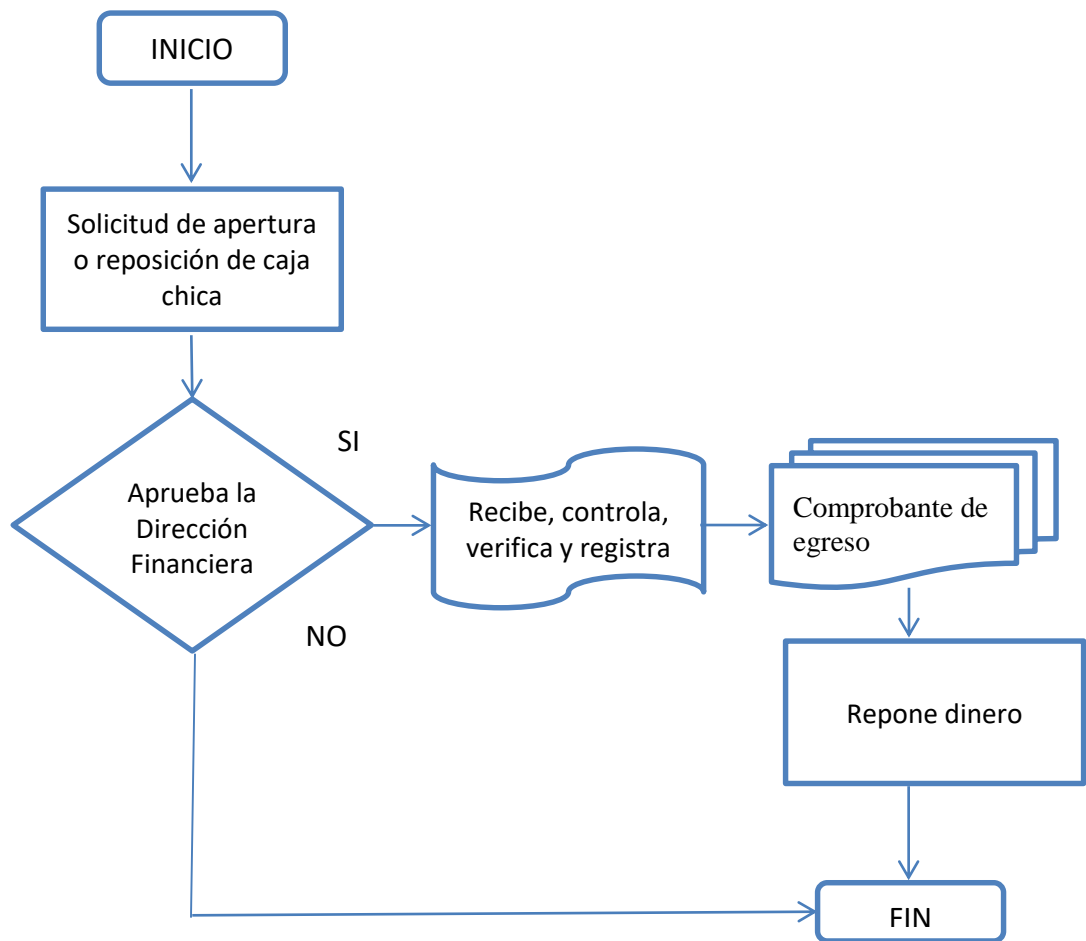 INICIO
Solicitud de apertura
o reposición de caja
chica
SI
Aprueba la
Dirección
Financiera
Recibe, controla,
verifica y registra
Comprobante de
egreso
NO
Repone dinero
FIN